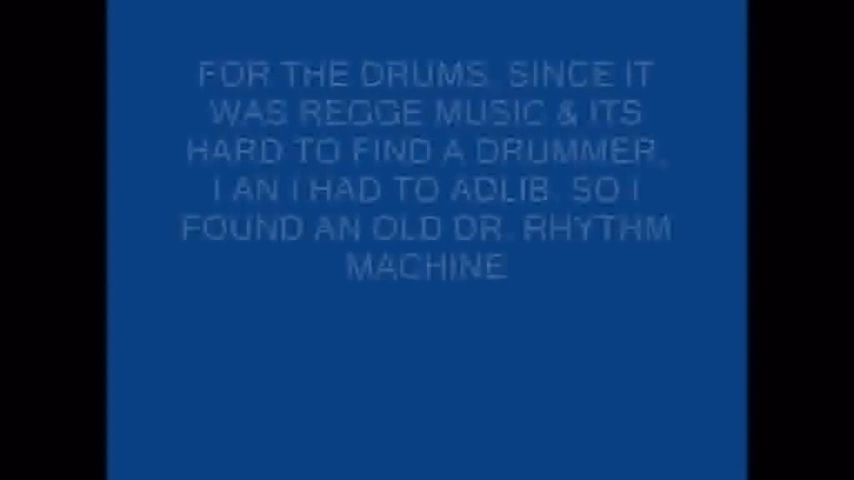 FOR THE DRUMS, SINCE IT
WAS REGGE MUSIC & ITS
HARD TO FIND A DRUMMER,
I AN I HAD TO ADLIB. SO I
FOUND AN OLD DR. RHYTHM
MACHINE